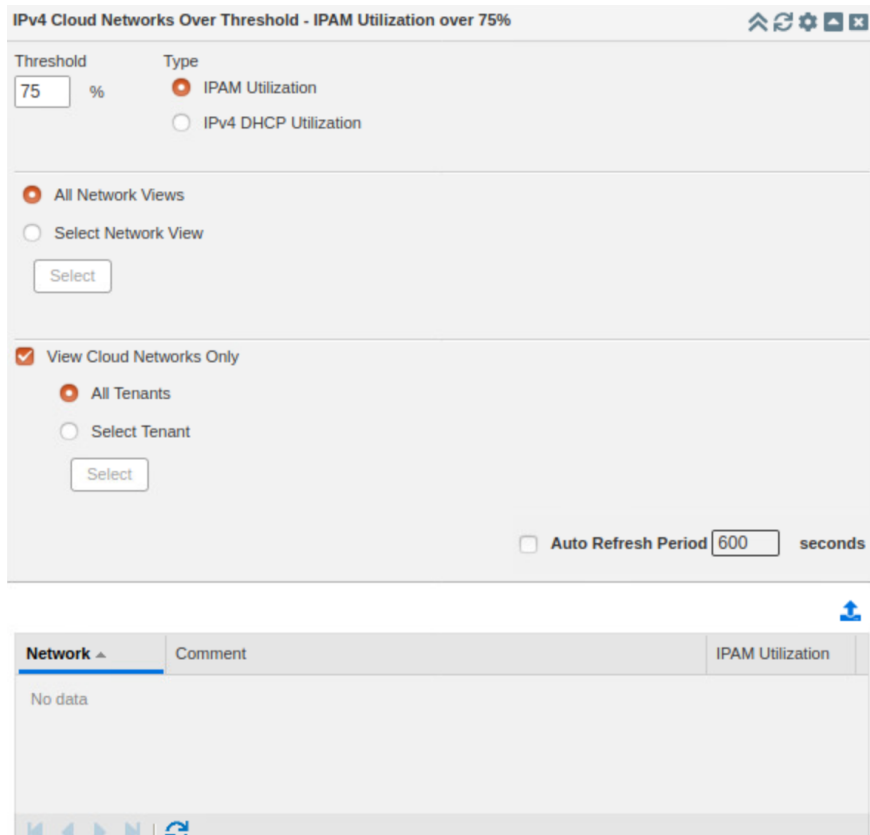 IPv4 Cloud Networks Over Threshold - IPAM Utilization over 75%
Threshold Type
75 % IPAM Utilization
IPv4 DHCP Utilization
All Network Views
Select Network View
Select
View Cloud Networks Only
All Tenants
Select Tenant
Select
Auto Refresh Period 600 seconds
Network Comment IPAM Utilization
No data